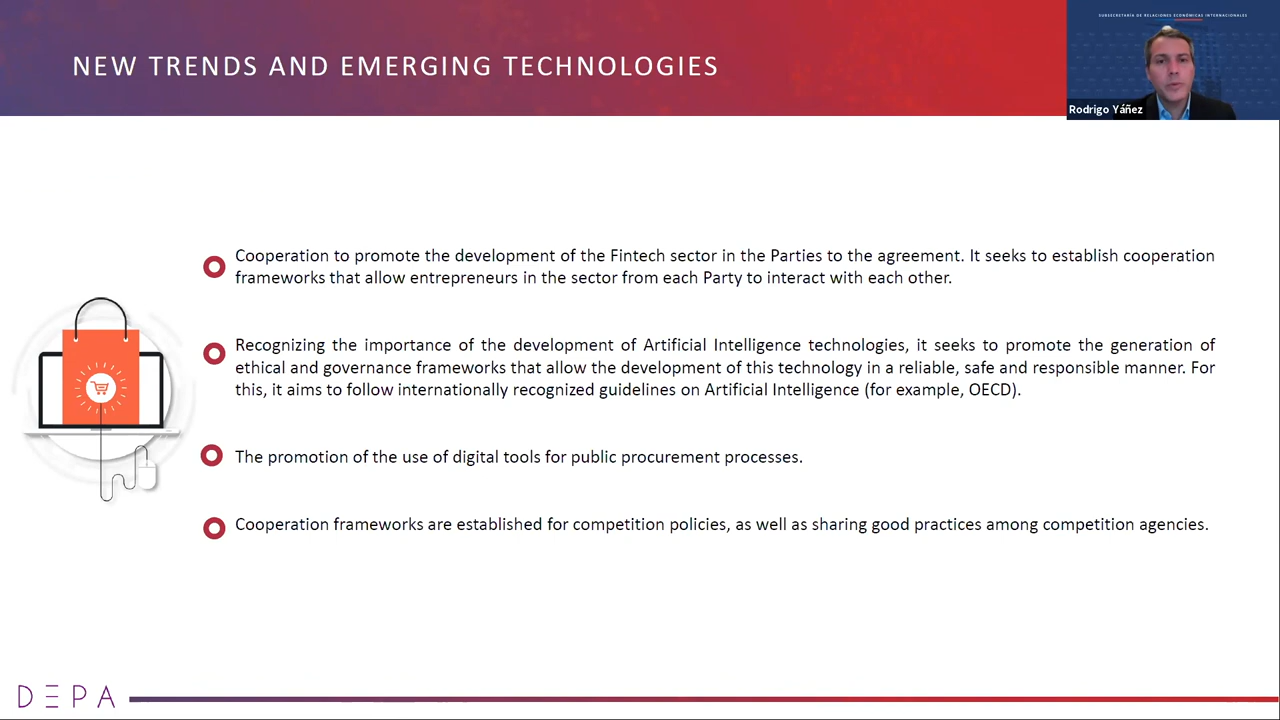 NEW TRENDS AND EMERGING TECHNOLOGIES
SUBSECRETARÍA DE RELACIONES ECONÓMICAS INTERNACIONALES
Rodrigo Yáñez
Cooperation to promote the development of the Fintech sector in the Parties to the agreement. It seeks to establish cooperation
frameworks that allow entrepreneurs in the sector from each Party to interact with each other.
Recognizing the importance of the development of Artificial Intelligence technologies, it seeks to promote the generation of
ethical and governance frameworks that allow the development of this technology in a reliable, safe and responsible manner. For
this, it aims to follow internationally recognized guidelines on Artificial Intelligence (for example, OECD).
The promotion of the use of digital tools for public procurement processes.
Cooperation frameworks are established for competition policies, as well as sharing good practices among competition agencies.
DEPA